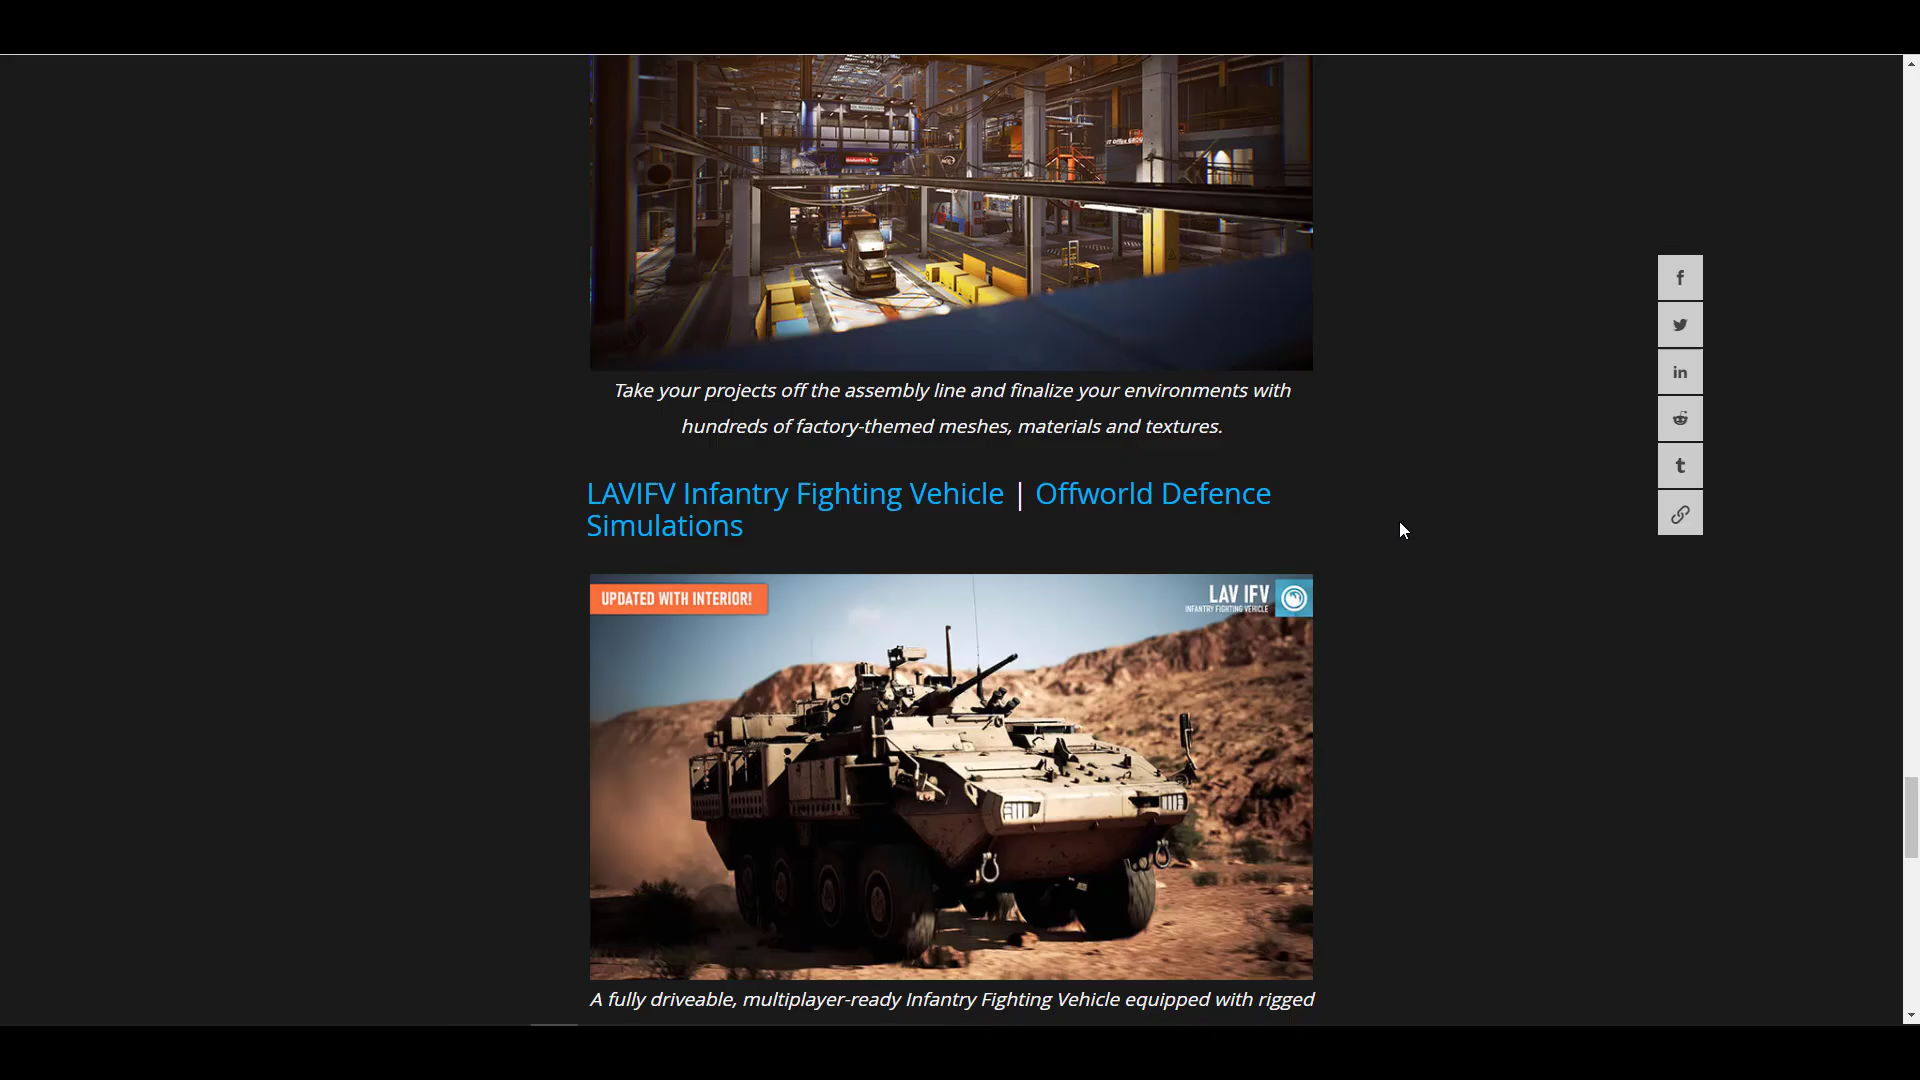 Take your projects off the assembly line and finalize your environments with
hundreds of factory-themed meshes, materials and textures.
LAVIFV Infantry Fighting Vehicle | Offworld Defence
Simulations
UPDATED WITH INTERIOR!
LAV IFV
INFANTRY FIGHTING VEHICLE
A fully driveable, multiplayer-ready Infantry Fighting Vehicle equipped with rigged